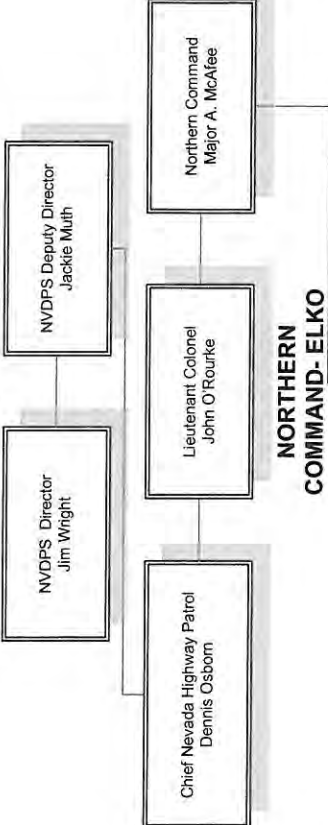 NVDPS Director
Jim Wright
NVDPS Deputy Director
Jackie Muth
Chief Nevada Highway Patrol
Dennis Osborn
Lieutenant Colonel
John O'Rourke
Northern Command
Major A. McAfee
NORTHERN
COMMAND- ELKO